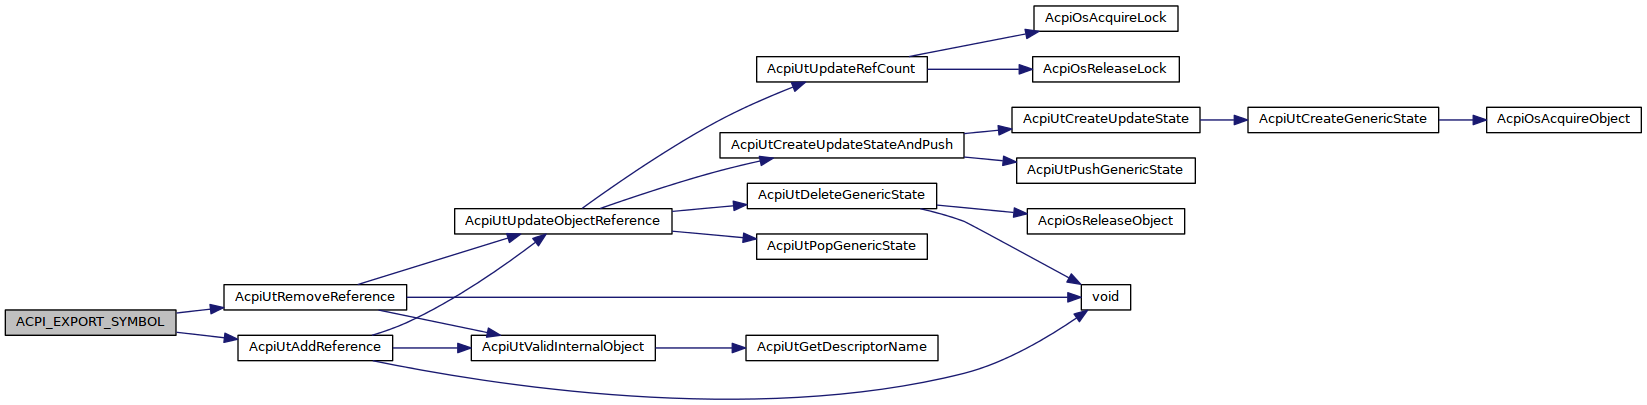 AcpiOsAcquireLock
AcpiUtUpdateRefCount
AcpiOsReleaseLock
AcpiUtCreateUpdateState
AcpiUtCreateGenericState
AcpiOsAcquireObject
AcpiUtCreateUpdateStateAndPush
AcpiUtPushGenericState
AcpiUtDeleteGenericState
AcpiUtUpdateObjectReference
AcpiOsReleaseObject
AcpiUtPopGenericState
AcpiUtRemoveReference
void
ACPI_EXPORT_SYMBOL
AcpiUtAddReference
AcpiUtValidInternalObject
AcpiUtGetDescriptorName